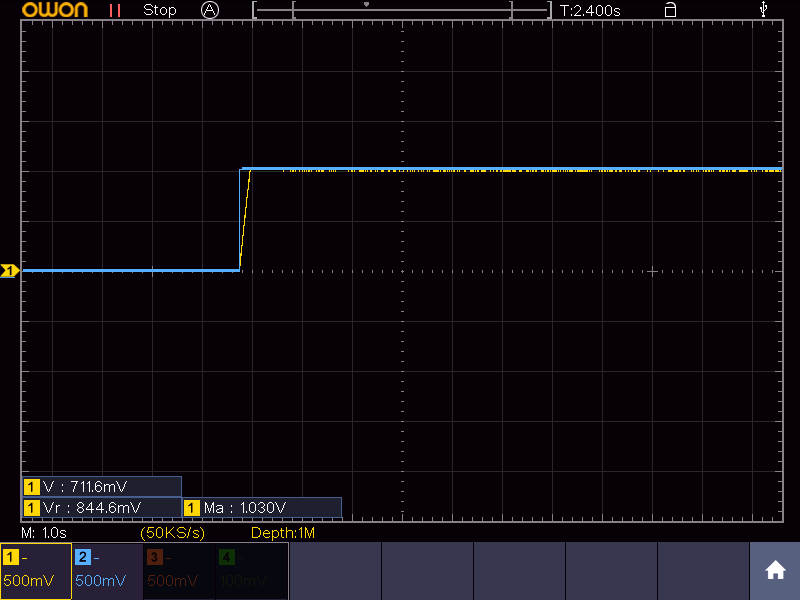 OWON Stop A T:2.400s
1
1 V : 711.6mV
1 Vr : 844.6mV 1 Ma : 1.030V
M: 1.0s (50KS/s) Depth:1M
1 - 2 - 3 - 4 -
500mV 500mV 500mV 100mV